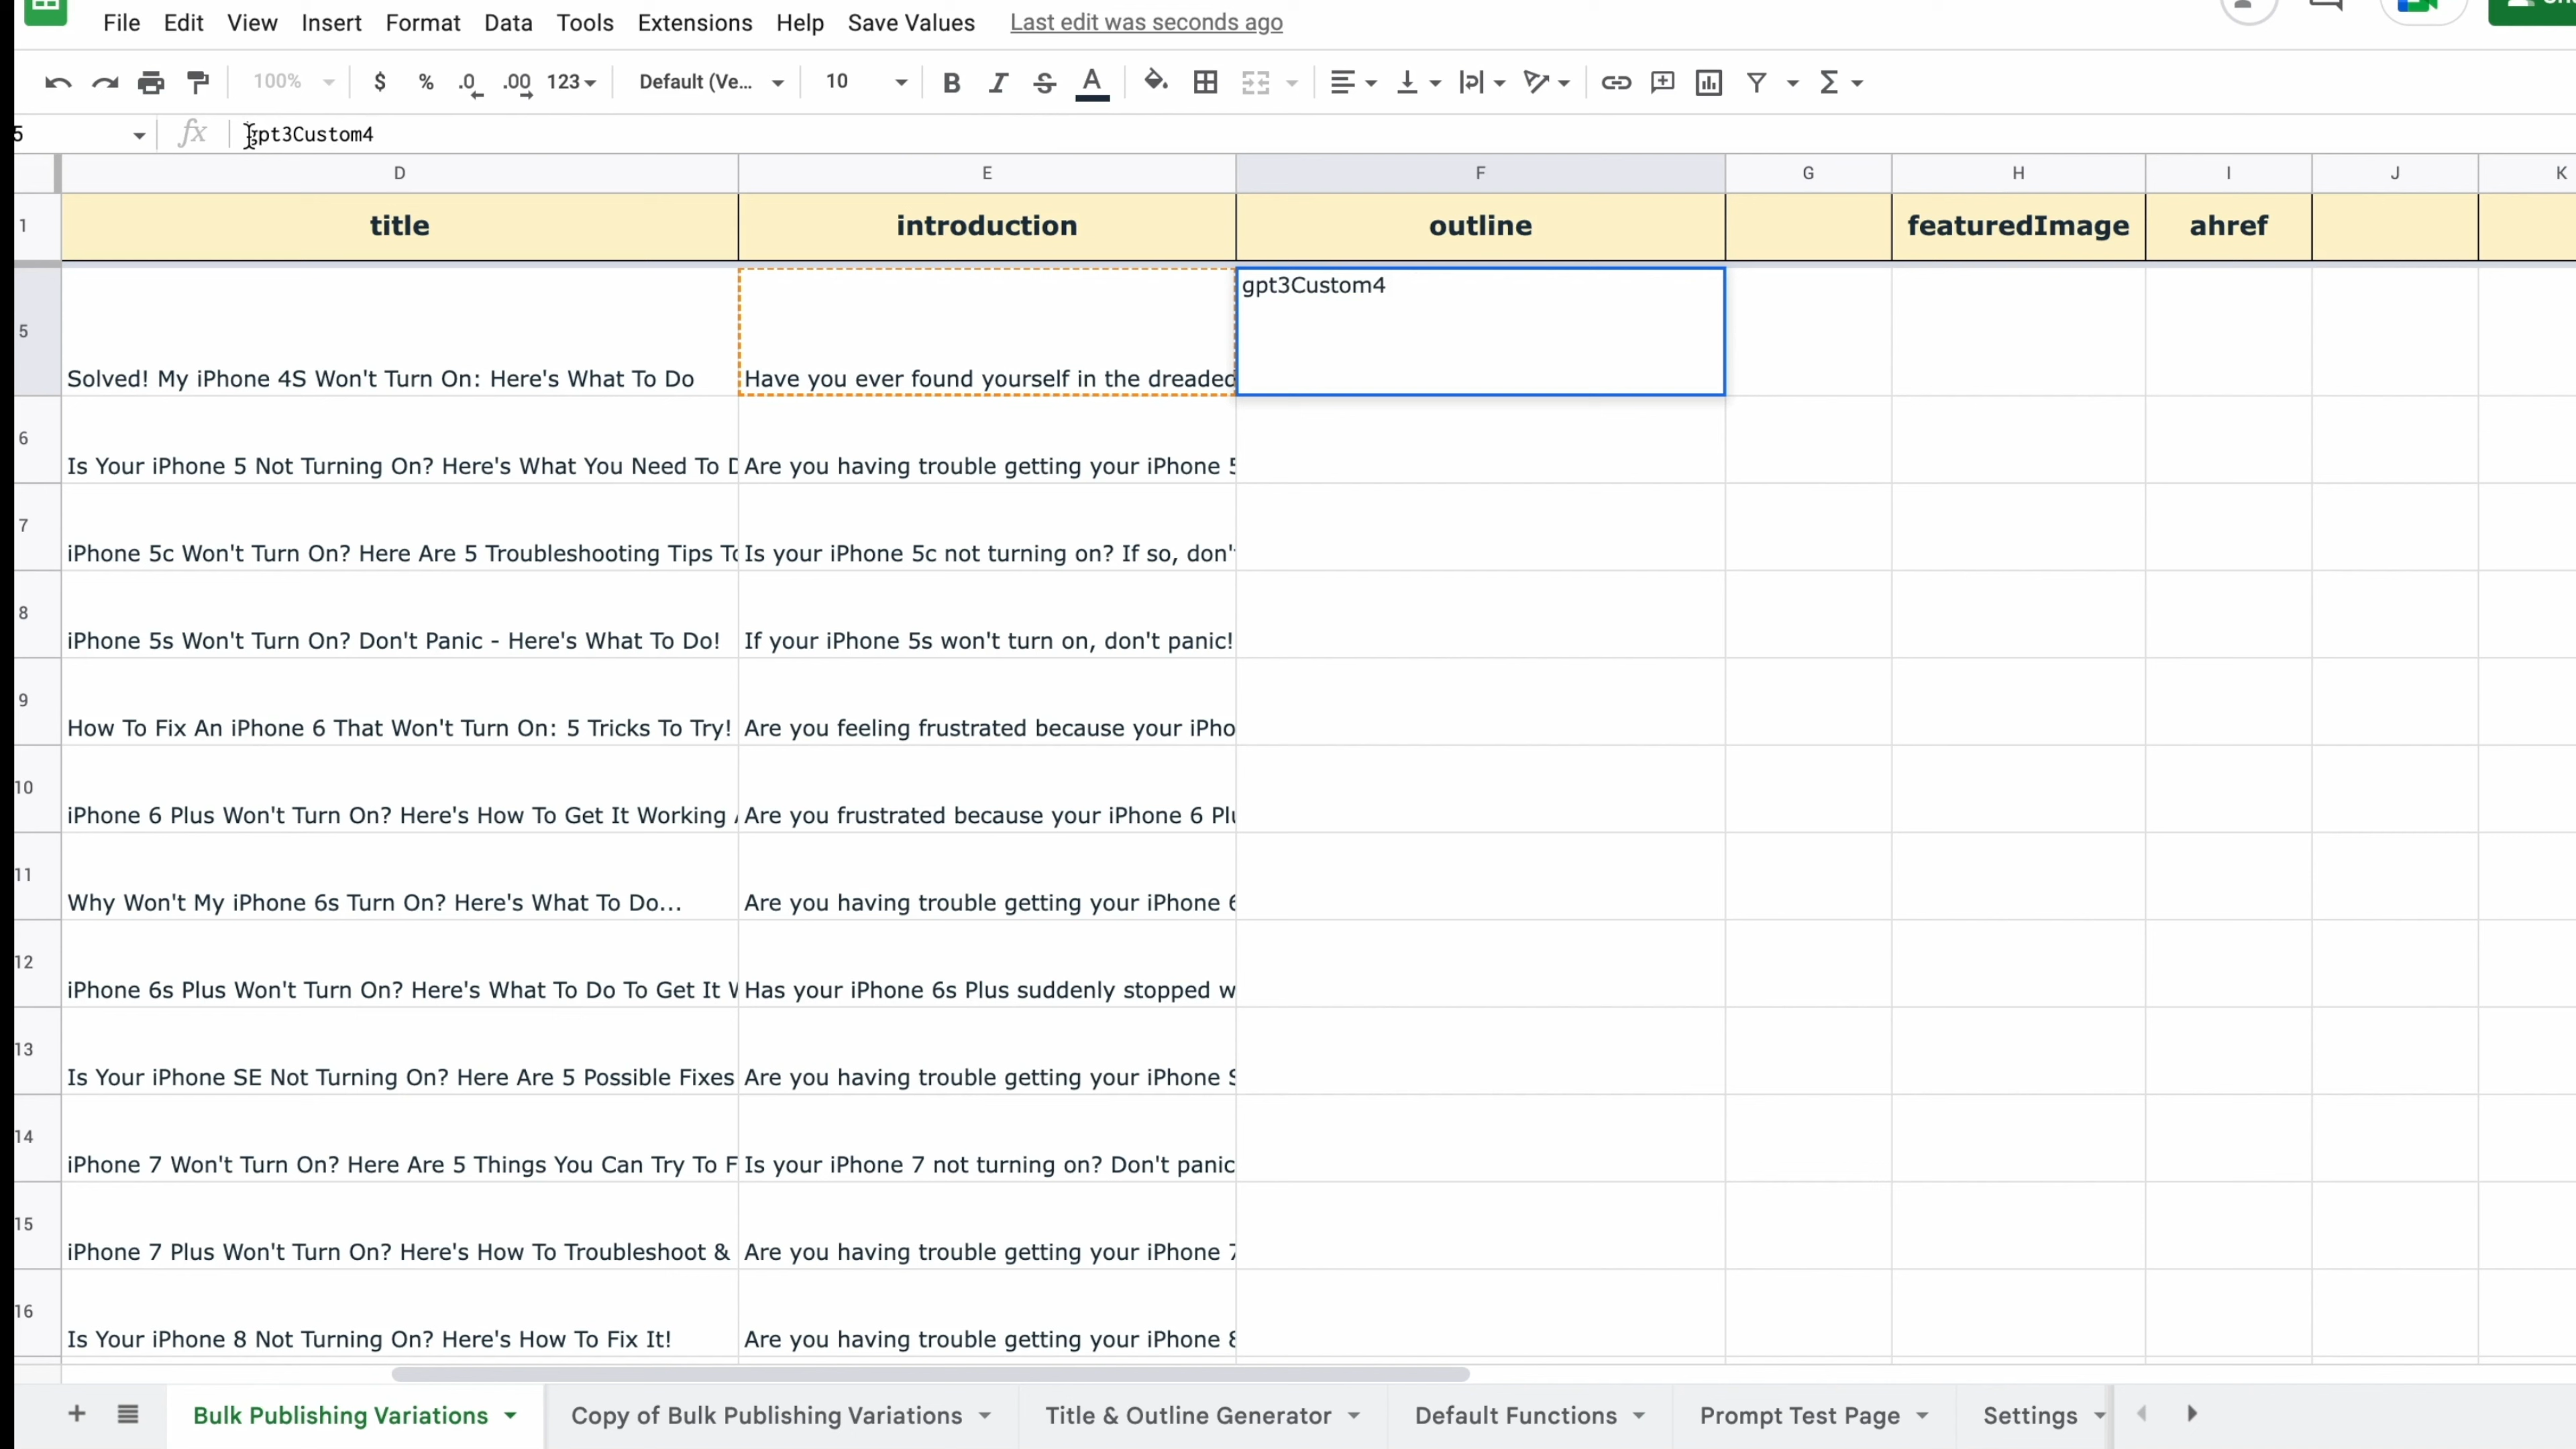 File Edit View Insert Format Data Tools Extensions Help Save Values Last edit was seconds ago
100% $ % .0 .00 123 Default (Ve... 10 B I S A Σ
5 fx gpt3Custom4
D E F G H I J K
1 title introduction outline featuredImage ahref
gpt3Custom4
5 Solved! My iPhone 4S Won't Turn On: Here's What To Do Have you ever found yourself in the dreaded
6 Is Your iPhone 5 Not Turning On? Here's What You Need To Are you having trouble getting your iPhone 5
7 iPhone 5c Won't Turn On? Here Are 5 Troubleshooting Tips To Is your iPhone 5c not turning on? If so, don'
8 iPhone 5s Won't Turn On? Don't Panic - Here's What To Do! If your iPhone 5s won't turn on, don't panic!
9 How To Fix An iPhone 6 That Won't Turn On: 5 Tricks To Try! Are you feeling frustrated because your iPho
10 iPhone 6 Plus Won't Turn On? Here's How To Get It Working Are you frustrated because your iPhone 6 Plu
11 Why Won't My iPhone 6s Turn On? Here's What To Do... Are you having trouble getting your iPhone 6
12 iPhone 6s Plus Won't Turn On? Here's What To Do To Get It Has your iPhone 6s Plus suddenly stopped w
13 Is Your iPhone SE Not Turning On? Here Are 5 Possible Fixes Are you having trouble getting your iPhone S
14 iPhone 7 Won't Turn On? Here Are 5 Things You Can Try To F Is your iPhone 7 not turning on? Don't panic
15 iPhone 7 Plus Won't Turn On? Here's How To Troubleshoot & Are you having trouble getting your iPhone 7
16 Is Your iPhone 8 Not Turning On? Here's How To Fix It! Are you having trouble getting your iPhone 8
Bulk Publishing Variations Copy of Bulk Publishing Variations Title & Outline Generator Default Functions Prompt Test Page Settings